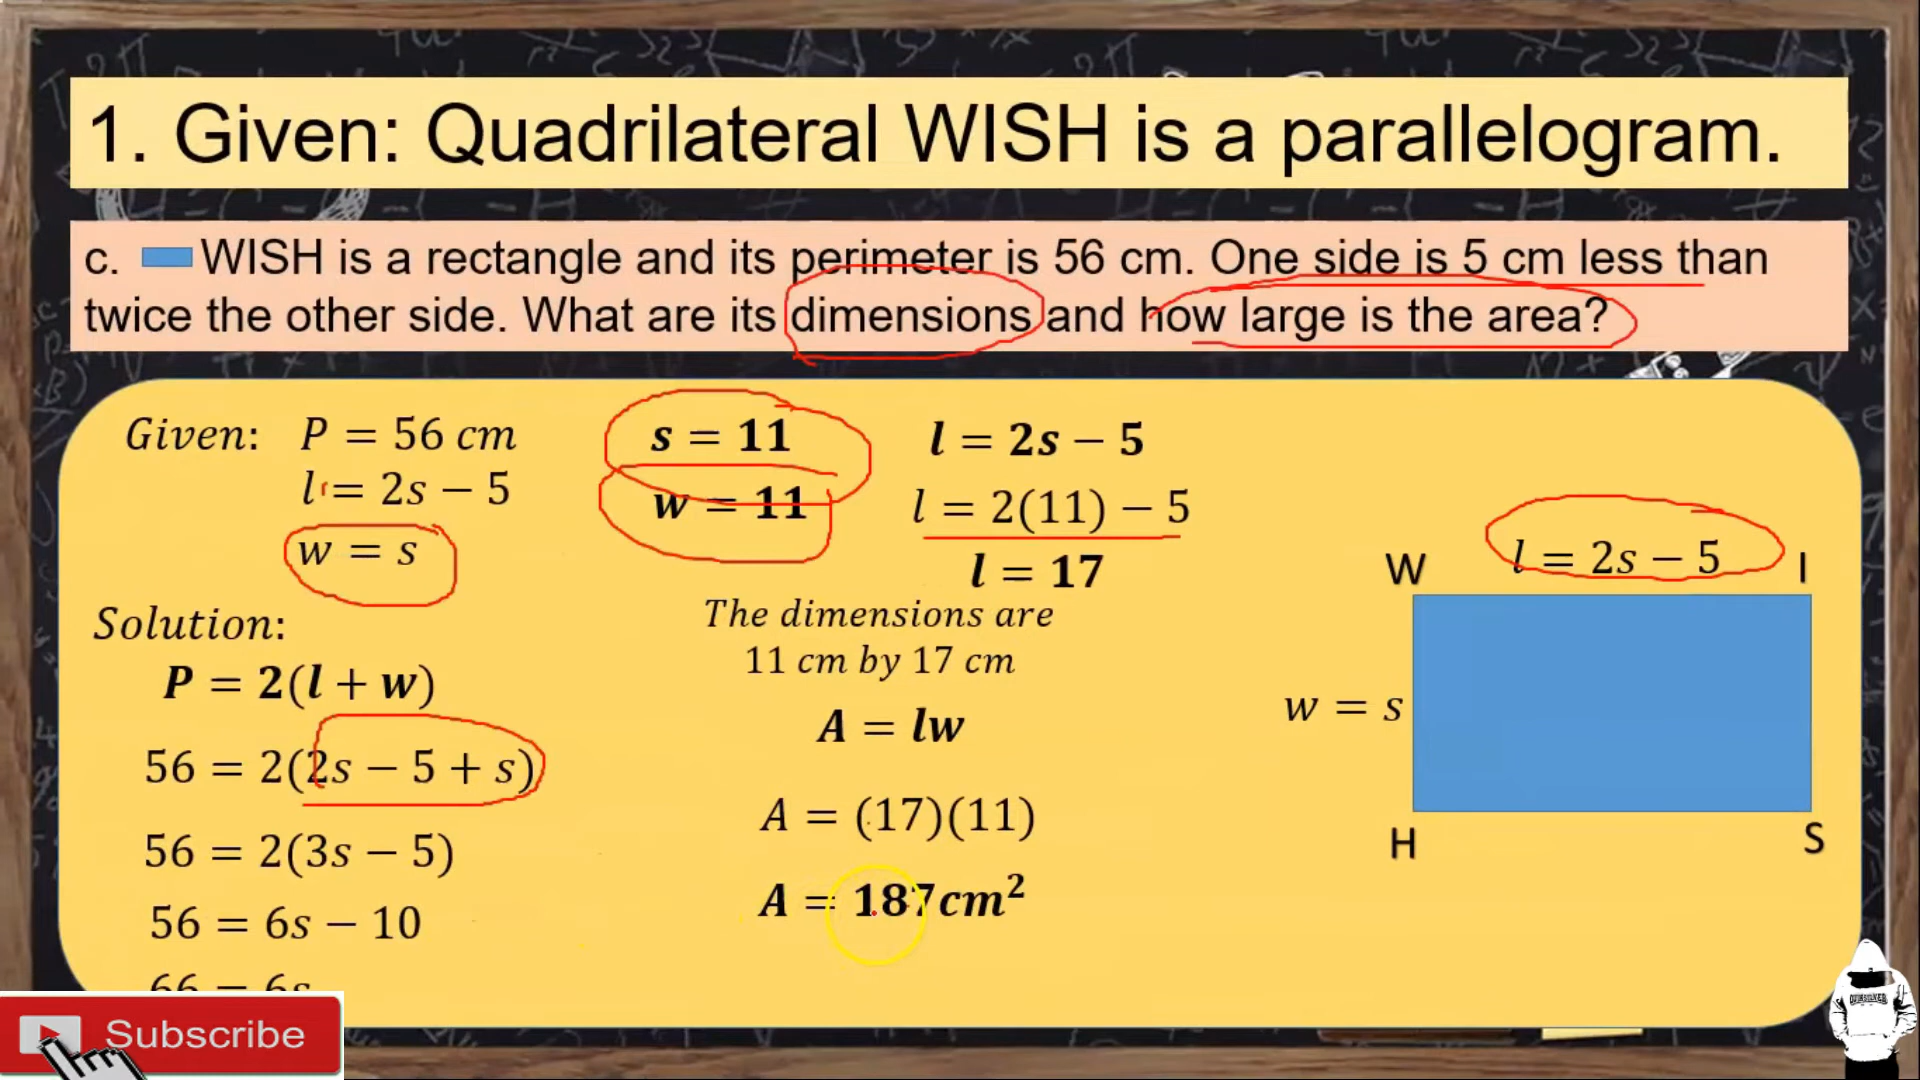 1. Given: Quadrilateral WISH is a parallelogram.
c. WISH is a rectangle and its perimeter is 56 cm. One side is 5 cm less than
twice the other side. What are its dimensions and how large is the area?
Given: P = 56 cm
l = 2s − 5
w = s
Solution:
P = 2(l + w)
56 = 2(2s − 5 + s)
56 = 2(3s − 5)
56 = 6s − 10
66 = 6s
s = 11
w = 11
l = 2s − 5
l = 2(11) − 5
l = 17
The dimensions are
11 cm by 17 cm
A = lw
A = (17)(11)
A = 187cm²
W l = 2s − 5 I
w = s
H S
Subscribe
QUIKSILVER